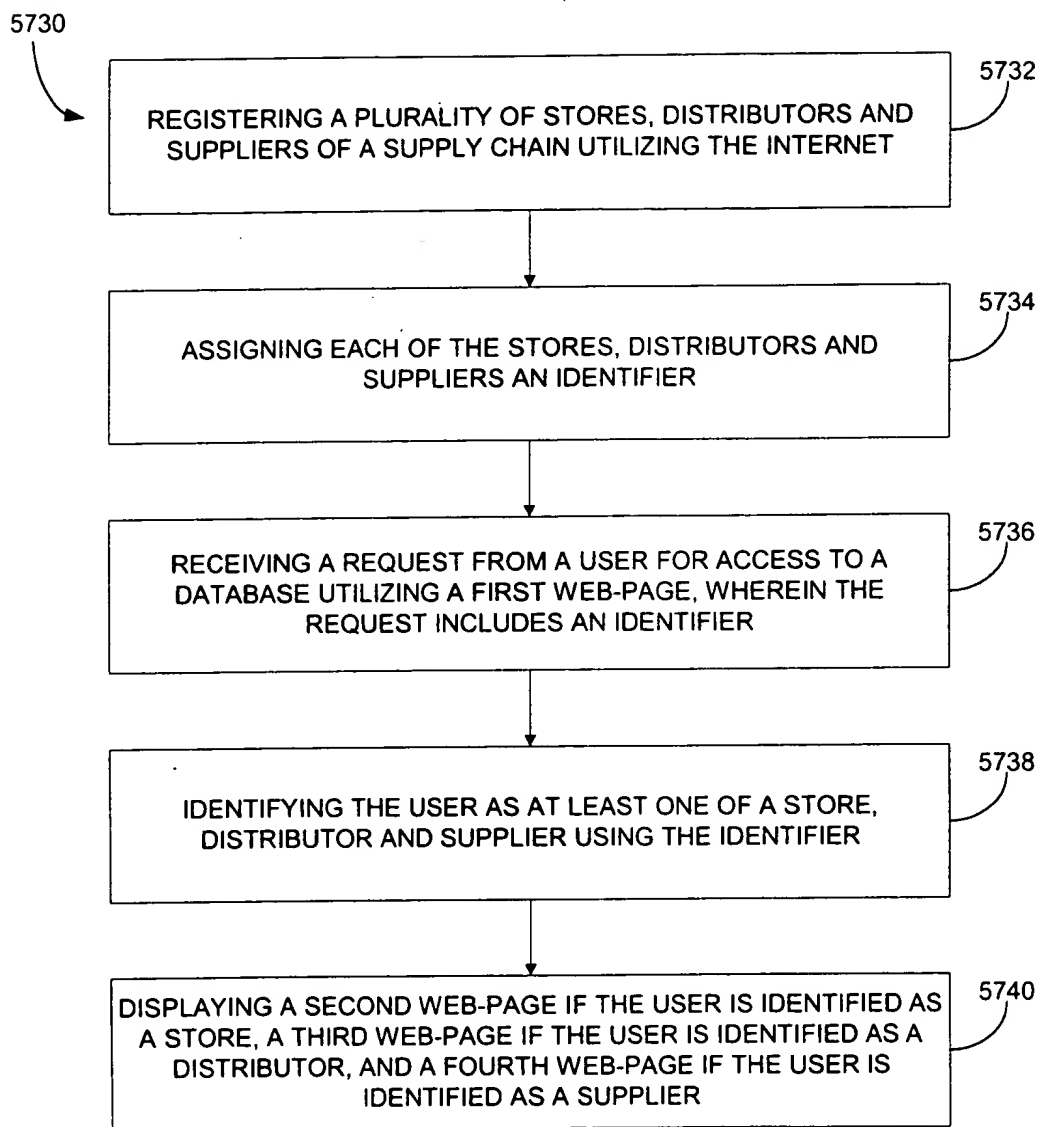 5730
5732
REGISTERING A PLURALITY OF STORES, DISTRIBUTORS AND
SUPPLIERS OF A SUPPLY CHAIN UTILIZING THE INTERNET
5734
ASSIGNING EACH OF THE STORES, DISTRIBUTORS AND
SUPPLIERS AN IDENTIFIER
5736
RECEIVING A REQUEST FROM A USER FOR ACCESS TO A
DATABASE UTILIZING A FIRST WEB-PAGE, WHEREIN THE
REQUEST INCLUDES AN IDENTIFIER
5738
IDENTIFYING THE USER AS AT LEAST ONE OF A STORE,
DISTRIBUTOR AND SUPPLIER USING THE IDENTIFIER
5740
DISPLAYING A SECOND WEB-PAGE IF THE USER IS IDENTIFIED AS
A STORE, A THIRD WEB-PAGE IF THE USER IS IDENTIFIED AS A
DISTRIBUTOR, AND A FOURTH WEB-PAGE IF THE USER IS
IDENTIFIED AS A SUPPLIER